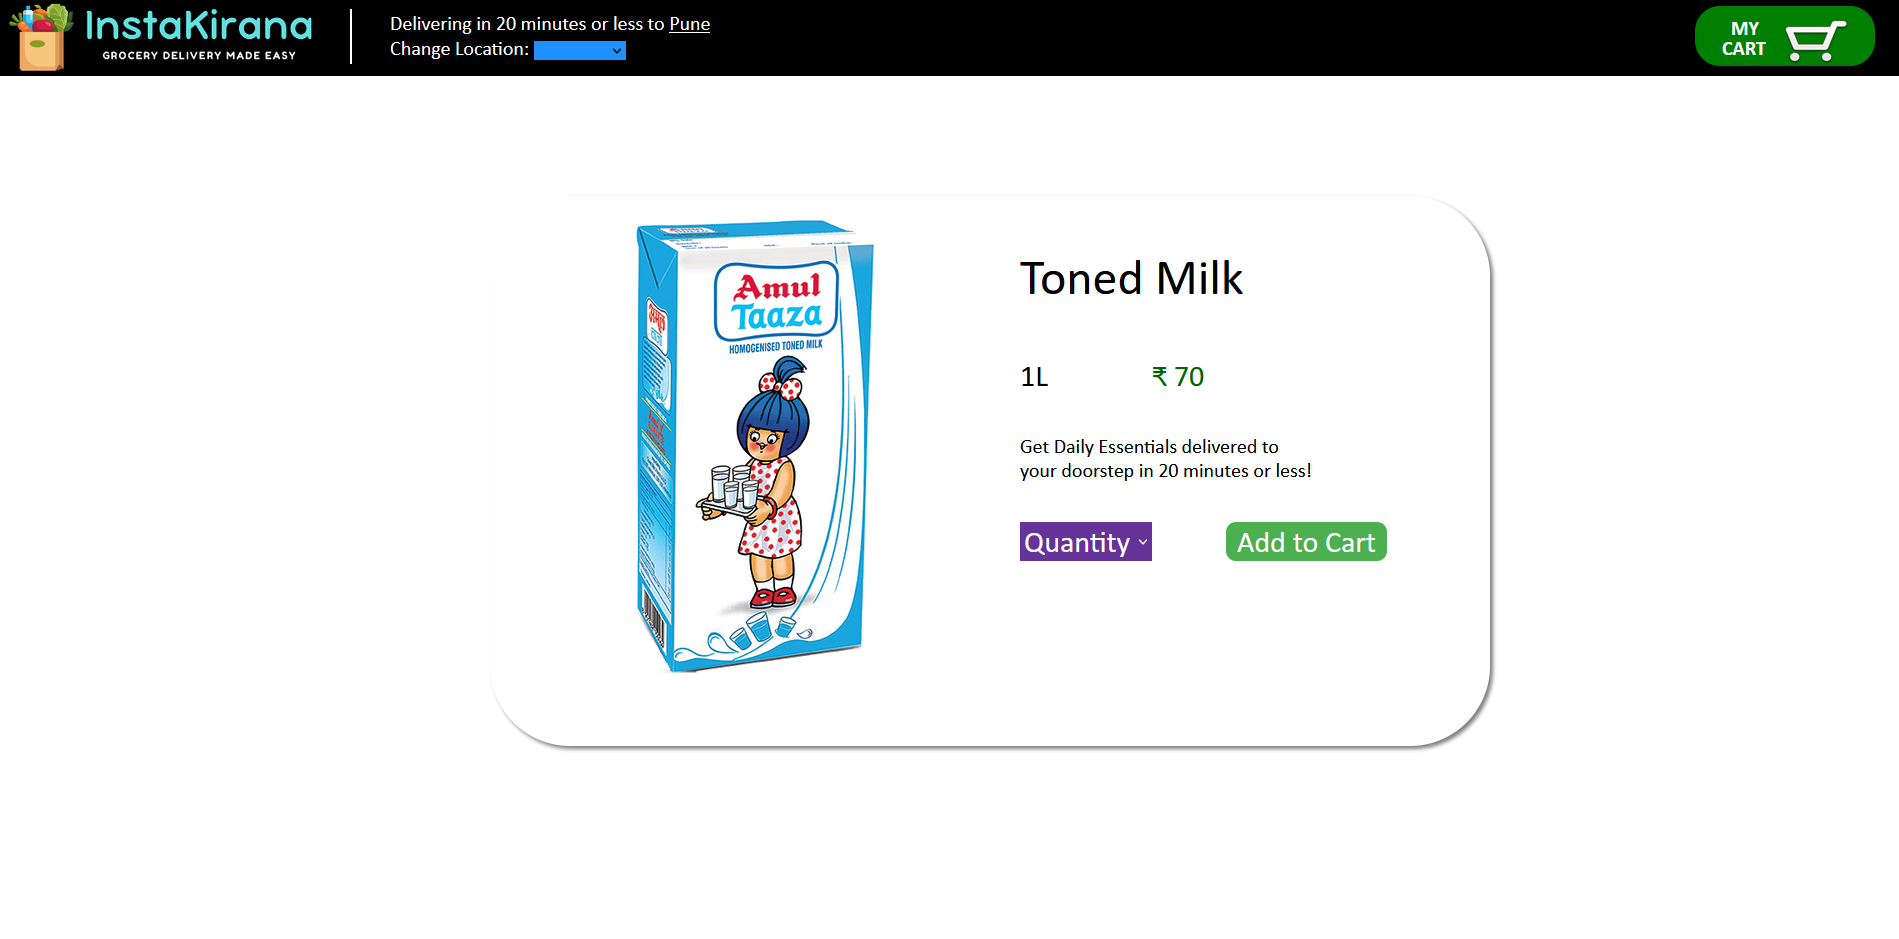 InstaKirana
GROCERY DELIVERY MADE EASY
Delivering in 20 minutes or less to Pune
Change Location:
MY
CART
Amul
Taaza
HOMOGENISED TONED MILK
अमूल
Toned Milk
1L
₹ 70
Get Daily Essentials delivered to
your doorstep in 20 minutes or less!
Quantity
Add to Cart